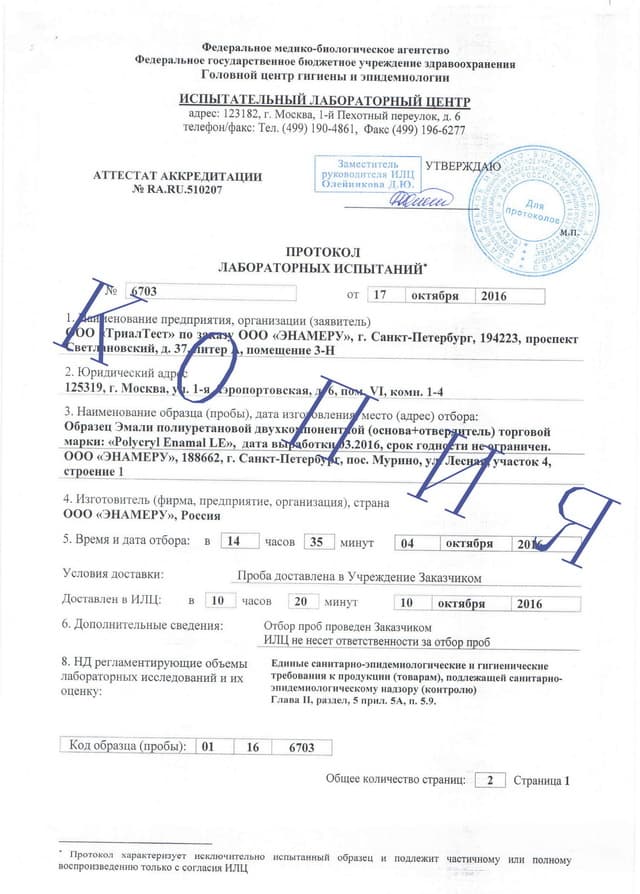 Федеральное медико-биологическое агентство
Федеральное государственное бюджетное учреждение здравоохранения
Головной центр гигиены и эпидемиологии
ИСПЫТАТЕЛЬНЫЙ ЛАБОРАТОРНЫЙ ЦЕНТР
адрес: 123182, г. Москва, 1-й Пехотный переулок, д. 6
телефон/факс: Тел. (499) 190-4861, Факс (499) 196-6277
АТТЕСТАТ АККРЕДИТАЦИИ
№ RA.RU.510207
Заместитель
руководителя ИЛЦ
Олейникова Д.Ю.
УТВЕРЖДАЮ
Для
протоколов
М.П.
ПРОТОКОЛ
ЛАБОРАТОРНЫХ ИСПЫТАНИЙ*
№ 6703 от 17 октября 2016
1. Наименование предприятия, организации (заявитель)
ООО «ТриалТест» по заказу ООО «ЭНАМЕРУ», г. Санкт-Петербург, 194223, проспект
Светлановский, д. 37, литер А, помещение 3-Н
2. Юридический адрес
125319, г. Москва, ул. 1-я Аэропортовская, д. 6, пом. VI, комн. 1-4
3. Наименование образца (пробы), дата изготовления, место (адрес) отбора:
Образец Эмали полиуретановой двухкомпонентной (основа+отвердитель) торговой
марки: «Polycryl Enamal LE», дата выработки 03.2016, срок годности не ограничен.
ООО «ЭНАМЕРУ», 188662, г. Санкт-Петербург, пос. Мурино, ул. Лесная, участок 4,
строение 1
4. Изготовитель (фирма, предприятие, организация), страна
ООО «ЭНАМЕРУ», Россия
5. Время и дата отбора: в 14 часов 35 минут 04 октября 2016
Условия доставки: Проба доставлена в Учреждение Заказчиком
Доставлен в ИЛЦ: в 10 часов 20 минут 10 октября 2016
6. Дополнительные сведения: Отбор проб проведен Заказчиком
ИЛЦ не несет ответственности за отбор проб
8. НД регламентирующие объемы
лабораторных исследований и их
оценку:
Единые санитарно-эпидемиологические и гигиенические
требования к продукции (товарам), подлежащей санитарно-
эпидемиологическому надзору (контролю)
Глава II, раздел, 5 прил. 5А, п. 5.9.
Код образца (пробы): 01 16 6703
Общее количество страниц: 2 Страница 1
* Протокол характеризует исключительно испытанный образец и подлежит частичному или полному
воспроизведению только с согласия ИЛЦ
КОПИЯ